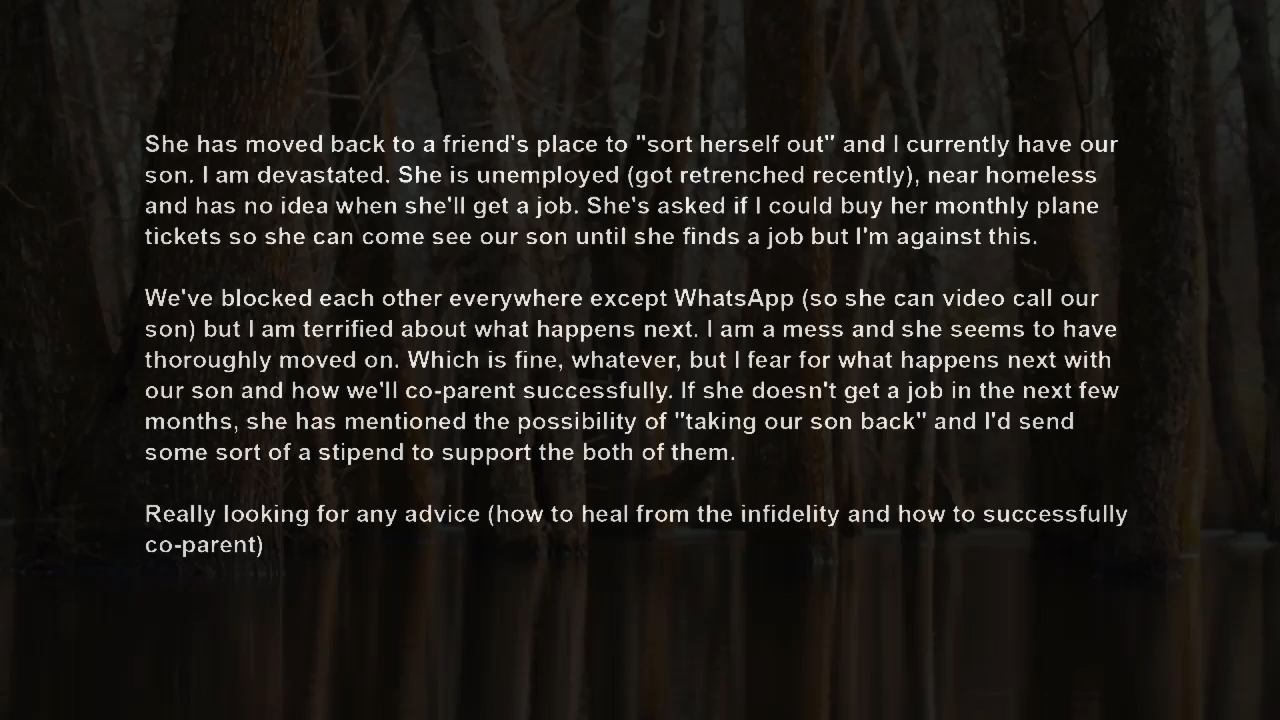 She has moved back to a friend's place to "sort herself out" and I currently have our
son. I am devastated. She is unemployed (got retrenched recently), near homeless
and has no idea when she'll get a job. She's asked if I could buy her monthly plane
tickets so she can come see our son until she finds a job but I'm against this.
We've blocked each other everywhere except WhatsApp (so she can video call our
son) but I am terrified about what happens next. I am a mess and she seems to have
thoroughly moved on. Which is fine, whatever, but I fear for what happens next with
our son and how we'll co-parent successfully. If she doesn't get a job in the next few
months, she has mentioned the possibility of "taking our son back" and I'd send
some sort of a stipend to support the both of them.
Really looking for any advice (how to heal from the infidelity and how to successfully
co-parent)